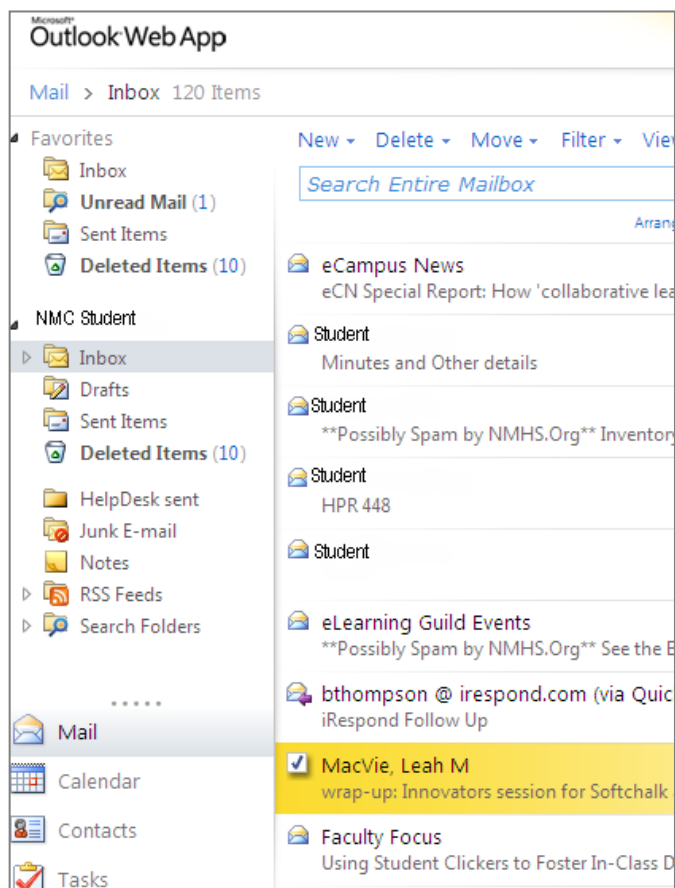 Microsoft®
Outlook Web App
Mail > Inbox 120 Items
Favorites
Inbox
Unread Mail (1)
Sent Items
Deleted Items (10)
NMC Student
Inbox
Drafts
Sent Items
Deleted Items (10)
HelpDesk sent
Junk E-mail
Notes
RSS Feeds
Search Folders
Mail
Calendar
Contacts
Tasks
New Delete Move Filter View
Search Entire Mailbox
Arrang
eCampus News
eCN Special Report: How 'collaborative lea
Student
Minutes and Other details
Student
**Possibly Spam by NMHS.Org** Inventory
Student
HPR 448
Student
eLearning Guild Events
**Possibly Spam by NMHS.Org** See the E
bthompson @ irespond.com (via Quic
iRespond Follow Up
MacVie, Leah M
wrap-up: Innovators session for Softchalk
Faculty Focus
Using Student Clickers to Foster In-Class D